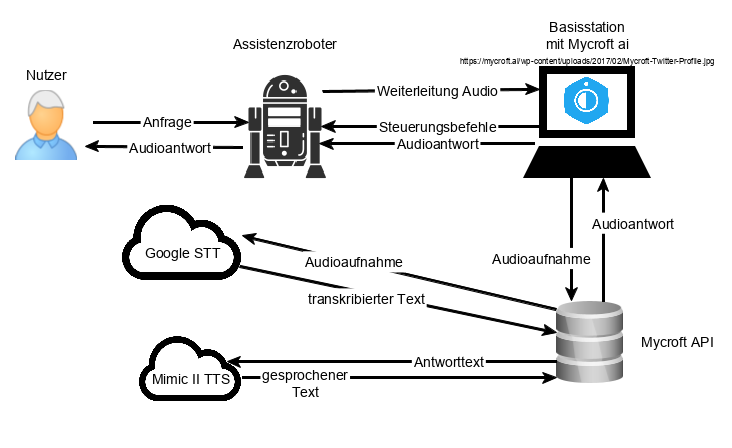 Basisstation
mit Mycroft ai
https://mycroft.ai/wp-content/uploads/2017/02/Mycroft-Twitter-Profile.jpg
Assistenzroboter
Nutzer
Weiterleitung Audio
Anfrage
Steuerungsbefehle
Audioantwort
Audioantwort
Audioantwort
Google STT
Audioaufnahme
Audioaufnahme
transkribierter Text
Mycroft API
Antworttext
Mimic II TTS
gesprochener
Text